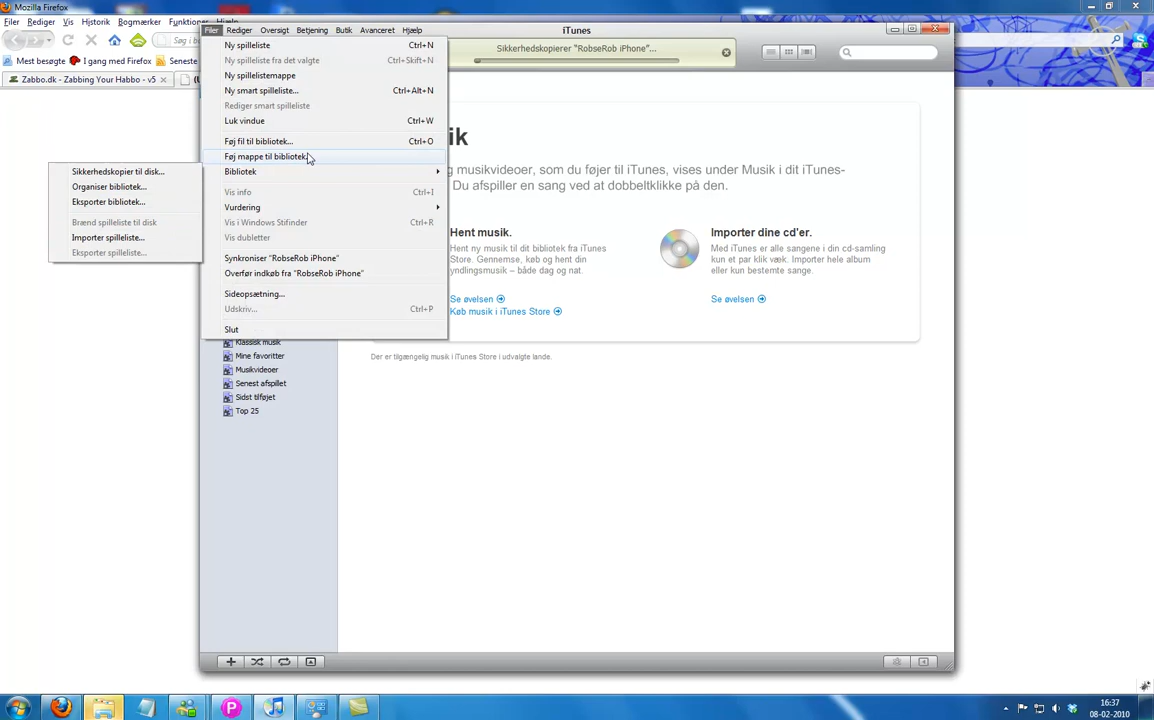 Mozilla Firefox
Filer Rediger Vis Historik Bogmærker Funktioner Hjælp
Søg i b
Mest besøgte I gang med Firefox Seneste
Zabbo.dk - Zabbing Your Habbo - v5
iTunes
Filer Rediger Oversigt Betjening Butik Avanceret Hjælp
Sikkerhedskopierer "RobseRob iPhone"...
Ny spilleliste Ctrl+N
Ny spilleliste fra det valgte Ctrl+Skift+N
Ny spillelistemappe
Ny smart spilleliste... Ctrl+Alt+N
Rediger smart spilleliste
Luk vindue Ctrl+W
Føj fil til bibliotek... Ctrl+O
Føj mappe til bibliotek...
Bibliotek
Vis info Ctrl+I
Vurdering
Vis i Windows Stifinder Ctrl+R
Vis dubletter
Synkroniser "RobseRob iPhone"
Overfør indkøb fra "RobseRob iPhone"
Sideopsætning...
Udskriv... Ctrl+P
Slut
Sikkerhedskopier til disk...
Organiser bibliotek...
Eksporter bibliotek...
Brænd spilleliste til disk
Importer spilleliste...
Eksporter spilleliste...
ik
g musikvideoer, som du føjer til iTunes, vises under Musik i dit iTunes-
Du afspiller en sang ved at dobbeltklikke på den.
Hent musik.
Hent ny musik til dit bibliotek fra iTunes
Store. Gennemse, køb og hent din
yndlingsmusik – både dag og nat.
Se øvelsen
Køb musik i iTunes Store
Importer dine cd'er.
Med iTunes er alle sangene i din cd-samling
kun et par klik væk. Importer hele album
eller kun bestemte sange.
Se øvelsen
Der er tilgængelig musik i iTunes Store i udvalgte lande.
Klassisk musik
Mine favoritter
Musikvideoer
Senest afspillet
Sidst tilføjet
Top 25
16:37
08-02-2010